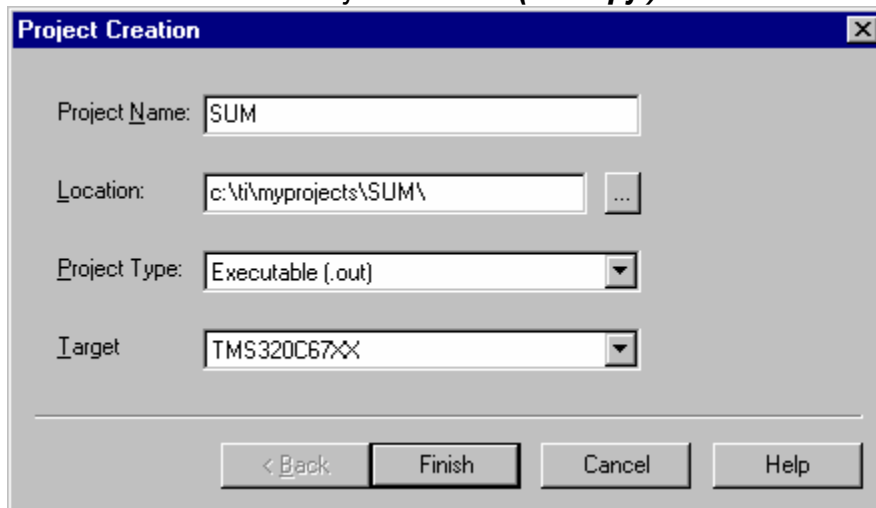 Project Creation
Project Name: SUM
Location: c:\ti\myprojects\SUM\ ...
Project Type: Executable (.out)
Target TMS320C67XX
< Back Finish Cancel Help